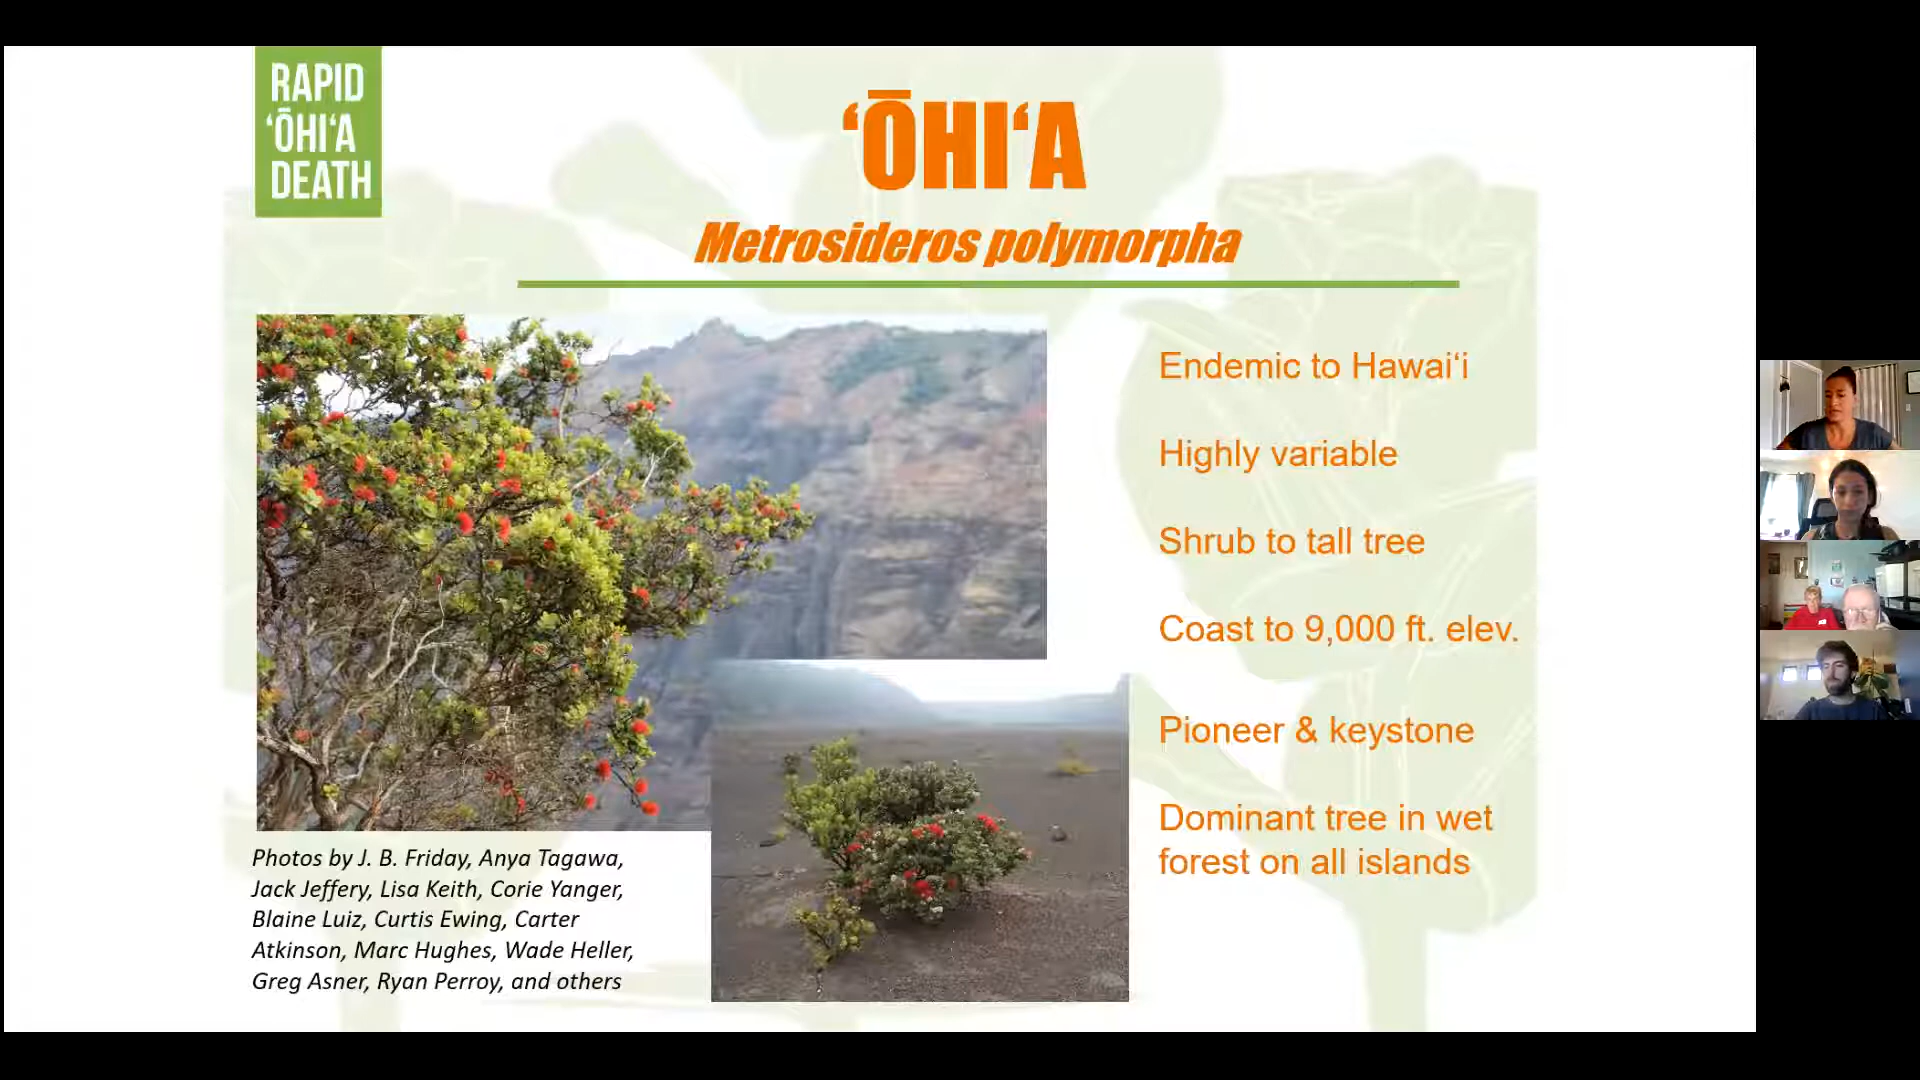 RAPID
‘ŌHI‘A
DEATH
‘ŌHI‘A
Metrosideros polymorpha
Endemic to Hawai‘i
Highly variable
Shrub to tall tree
Coast to 9,000 ft. elev.
Pioneer & keystone
Dominant tree in wet
forest on all islands
Photos by J. B. Friday, Anya Tagawa,
Jack Jeffery, Lisa Keith, Corie Yanger,
Blaine Luiz, Curtis Ewing, Carter
Atkinson, Marc Hughes, Wade Heller,
Greg Asner, Ryan Perroy, and others